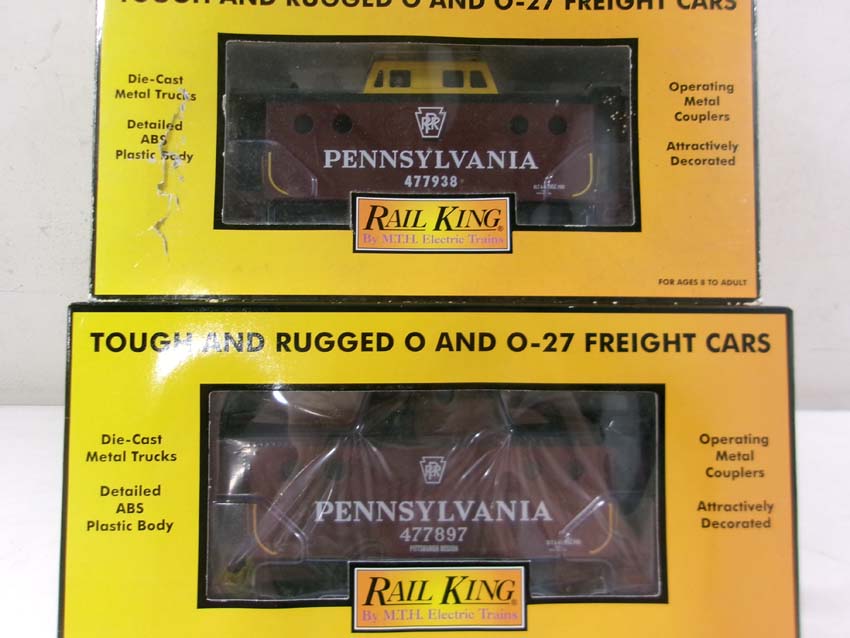 TOUGH AND RUGGED O AND O-27 FREIGHT CARS
Die-Cast
Metal Trucks
Detailed
ABS
Plastic Body
Operating
Metal
Couplers
Attractively
Decorated
PRR
PENNSYLVANIA
477938
RAIL KING®
By M.T.H. Electric Trains
FOR AGES 8 TO ADULT
TOUGH AND RUGGED O AND O-27 FREIGHT CARS
Die-Cast
Metal Trucks
Detailed
ABS
Plastic Body
Operating
Metal
Couplers
Attractively
Decorated
PRR
PENNSYLVANIA
477897
PITTSBURGH DESIGN
RAIL KING®
By M.T.H. Electric Trains